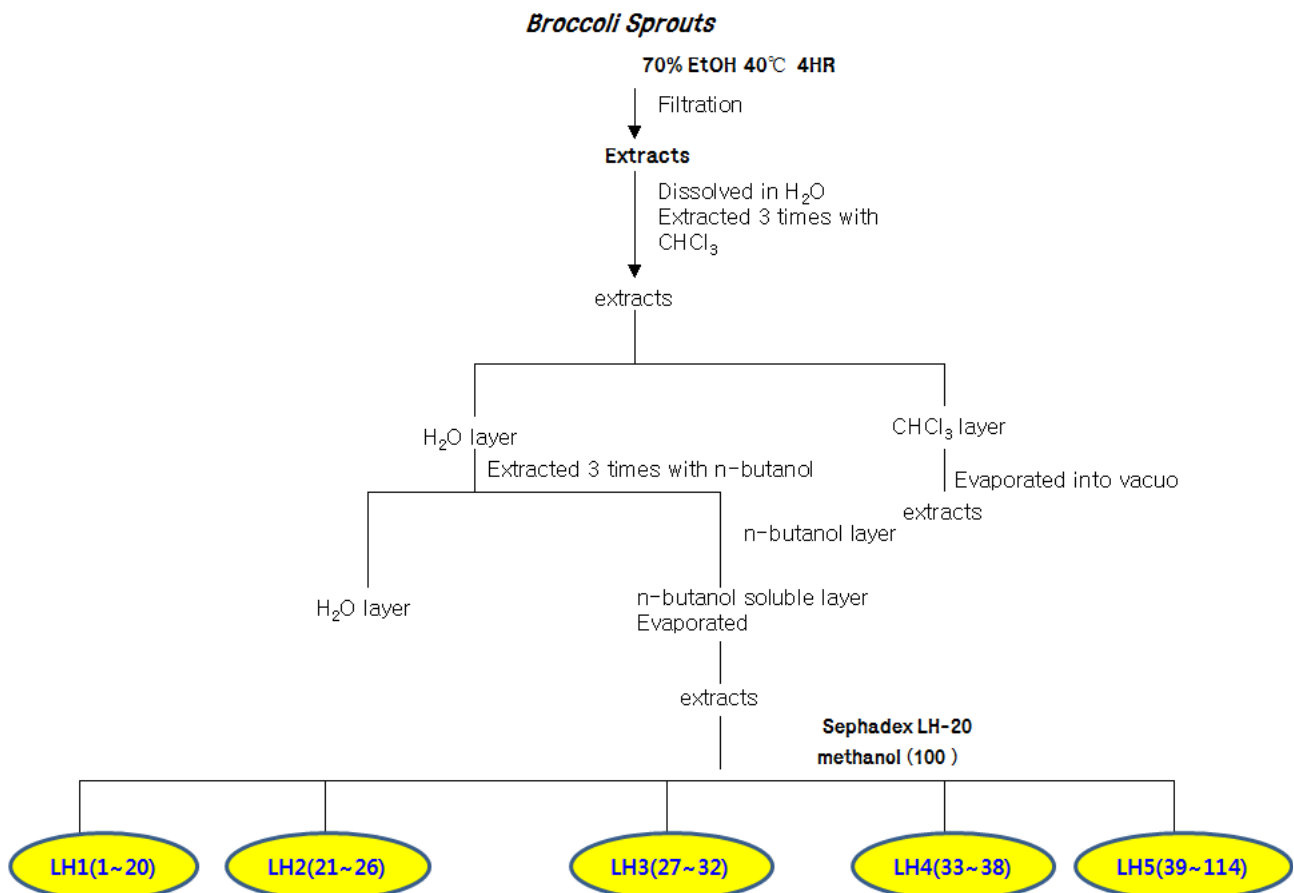 Broccoli Sprouts
70% EtOH 40℃ 4HR
Filtration
Extracts
Dissolved in H₂O
Extracted 3 times with
CHCl₃
extracts
H₂O layer
CHCl₃ layer
Extracted 3 times with n-butanol
Evaporated into vacuo
extracts
n-butanol layer
H₂O layer
n-butanol soluble layer
Evaporated
extracts
Sephadex LH-20
methanol (100 )
LH1(1~20)
LH2(21~26)
LH3(27~32)
LH4(33~38)
LH5(39~114)